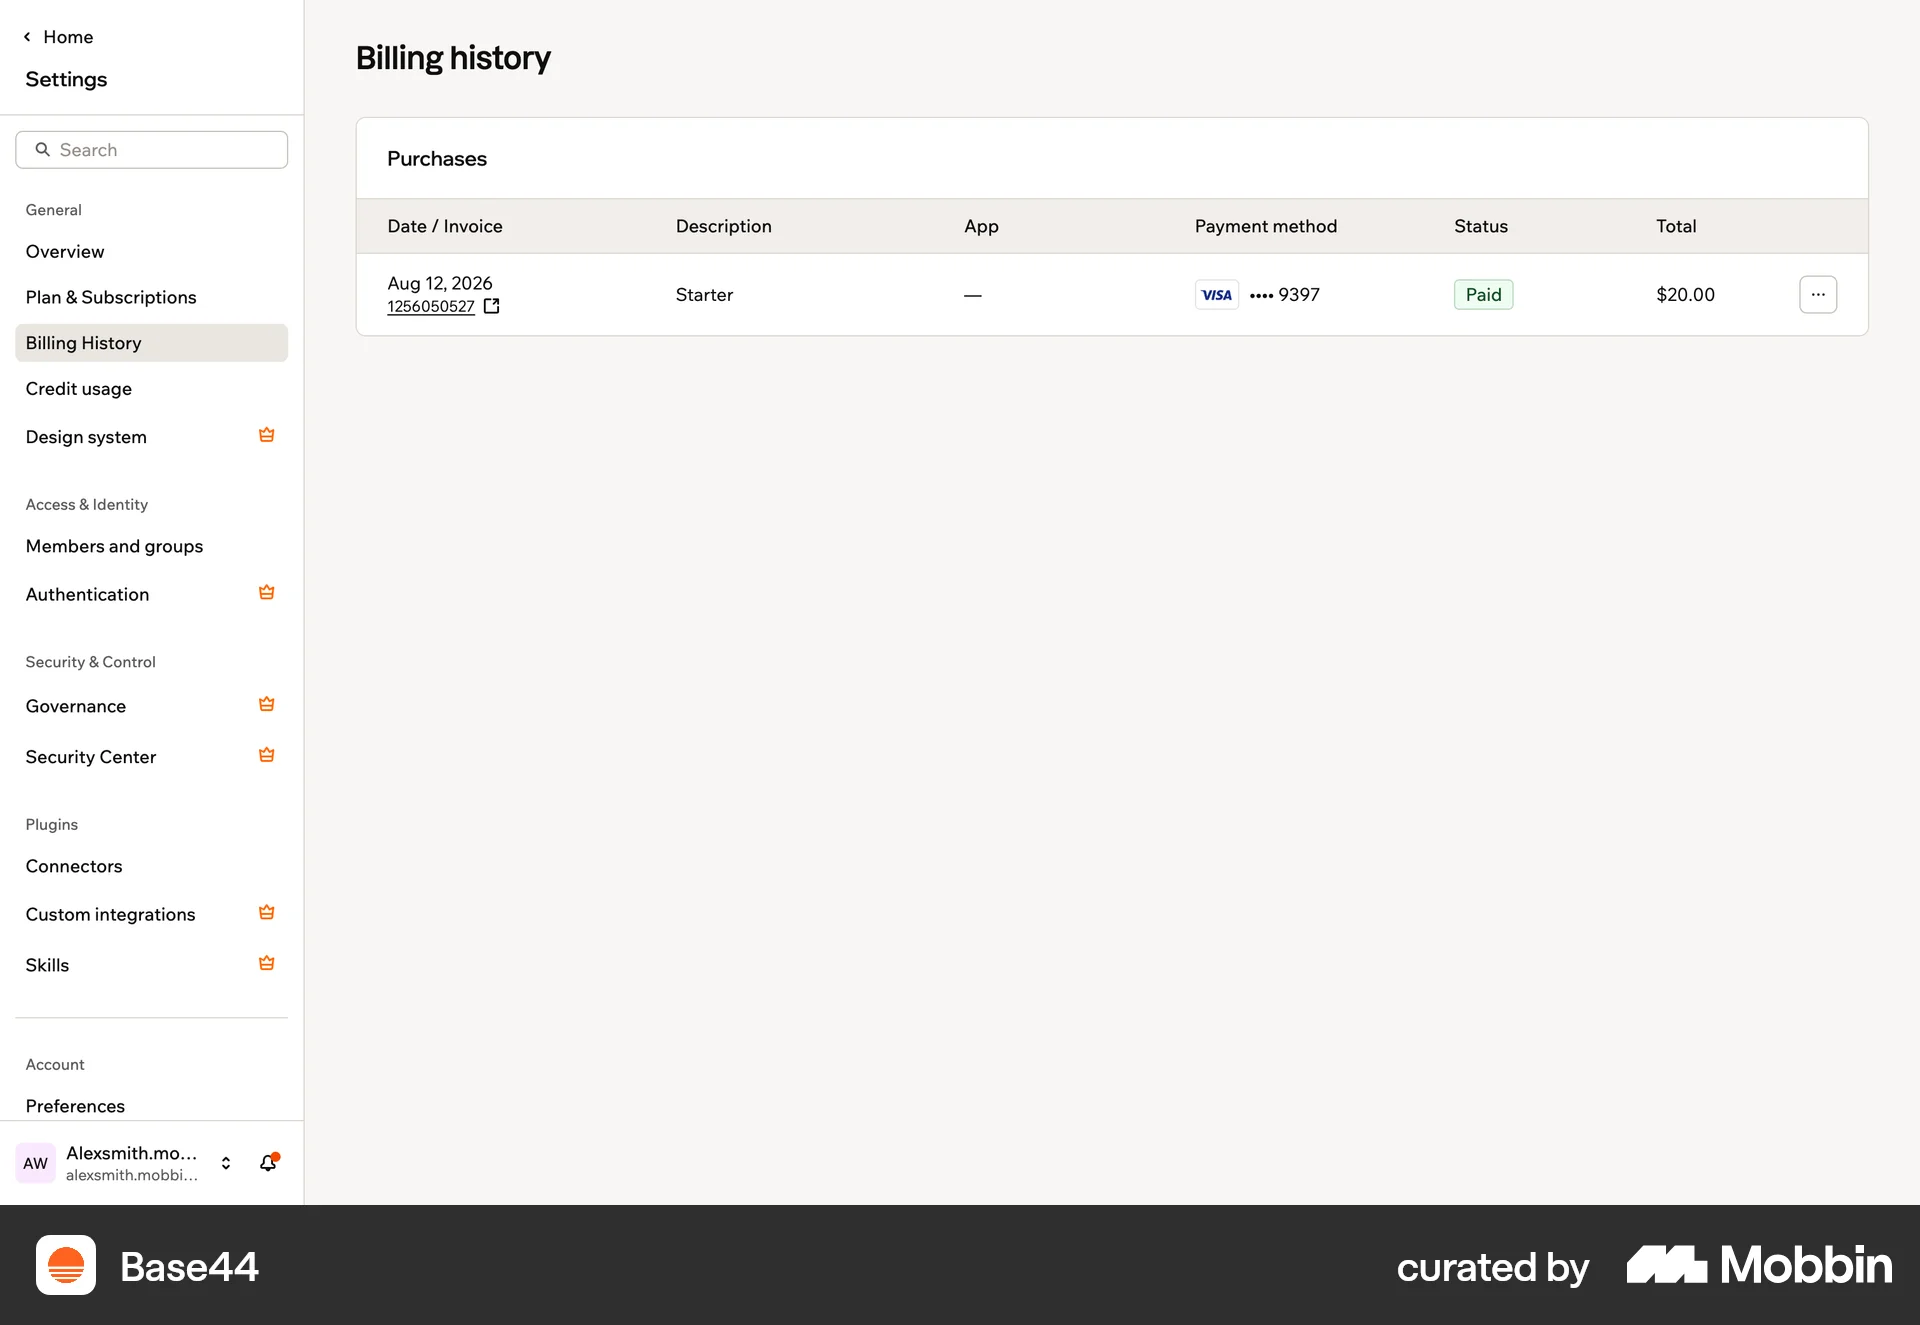 Home
Settings
Search
General
Overview
Plan & Subscriptions
Billing History
Credit usage
Design system
Access & Identity
Members and groups
Authentication
Security & Control
Governance
Security Center
Plugins
Connectors
Custom integrations
Skills
Account
Preferences
AW
Alexsmith.mo...
alexsmith.mobbi...
Billing history
Purchases
Date / Invoice Description App Payment method Status Total
Aug 12, 2026
1256050527
Starter — VISA •••• 9397 Paid $20.00
Base44
curated by Mobbin